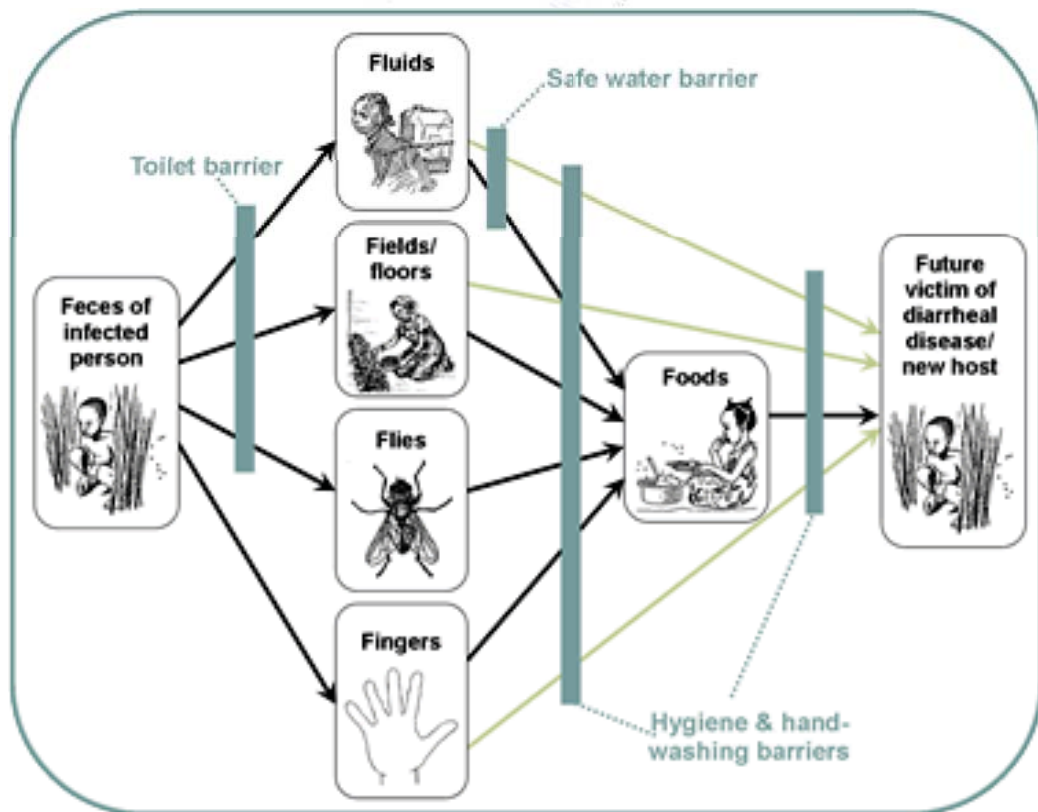 Fluids
Safe water barrier
Toilet barrier
Fields/
floors
Feces of
infected
person
Future
victim of
diarrheal
disease/
new host
Foods
Flies
Fingers
Hygiene & hand-
washing barriers